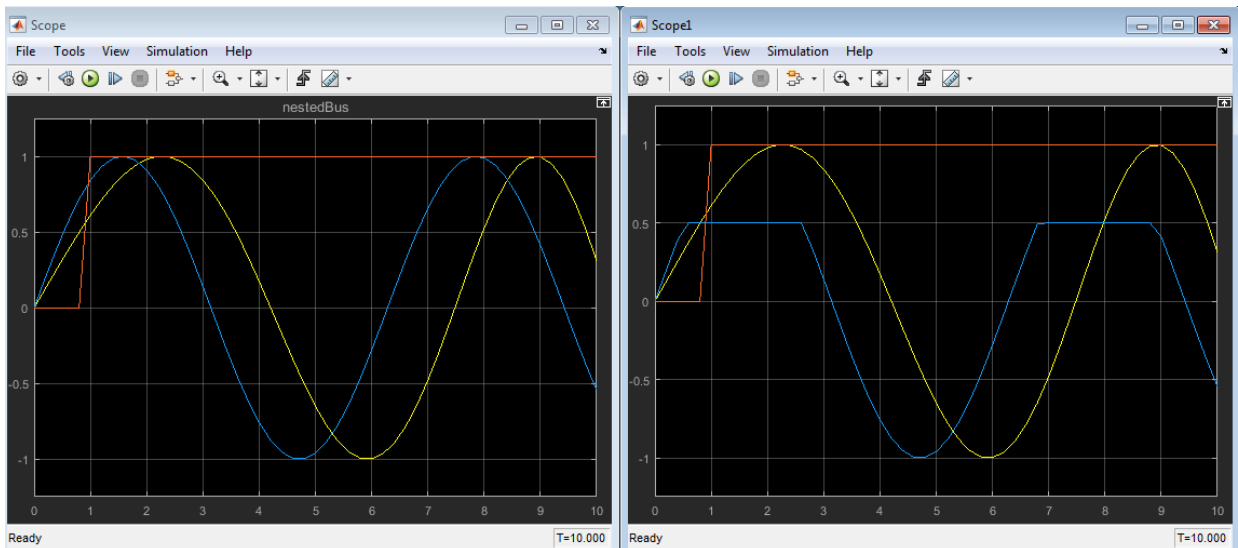 Scope
File Tools View Simulation Help
nestedBus
1
0.5
0
-0.5
-1
0 1 2 3 4 5 6 7 8 9 10
Ready T=10.000
Scope1
File Tools View Simulation Help
1
0.5
0
-0.5
-1
0 1 2 3 4 5 6 7 8 9 10
Ready T=10.000